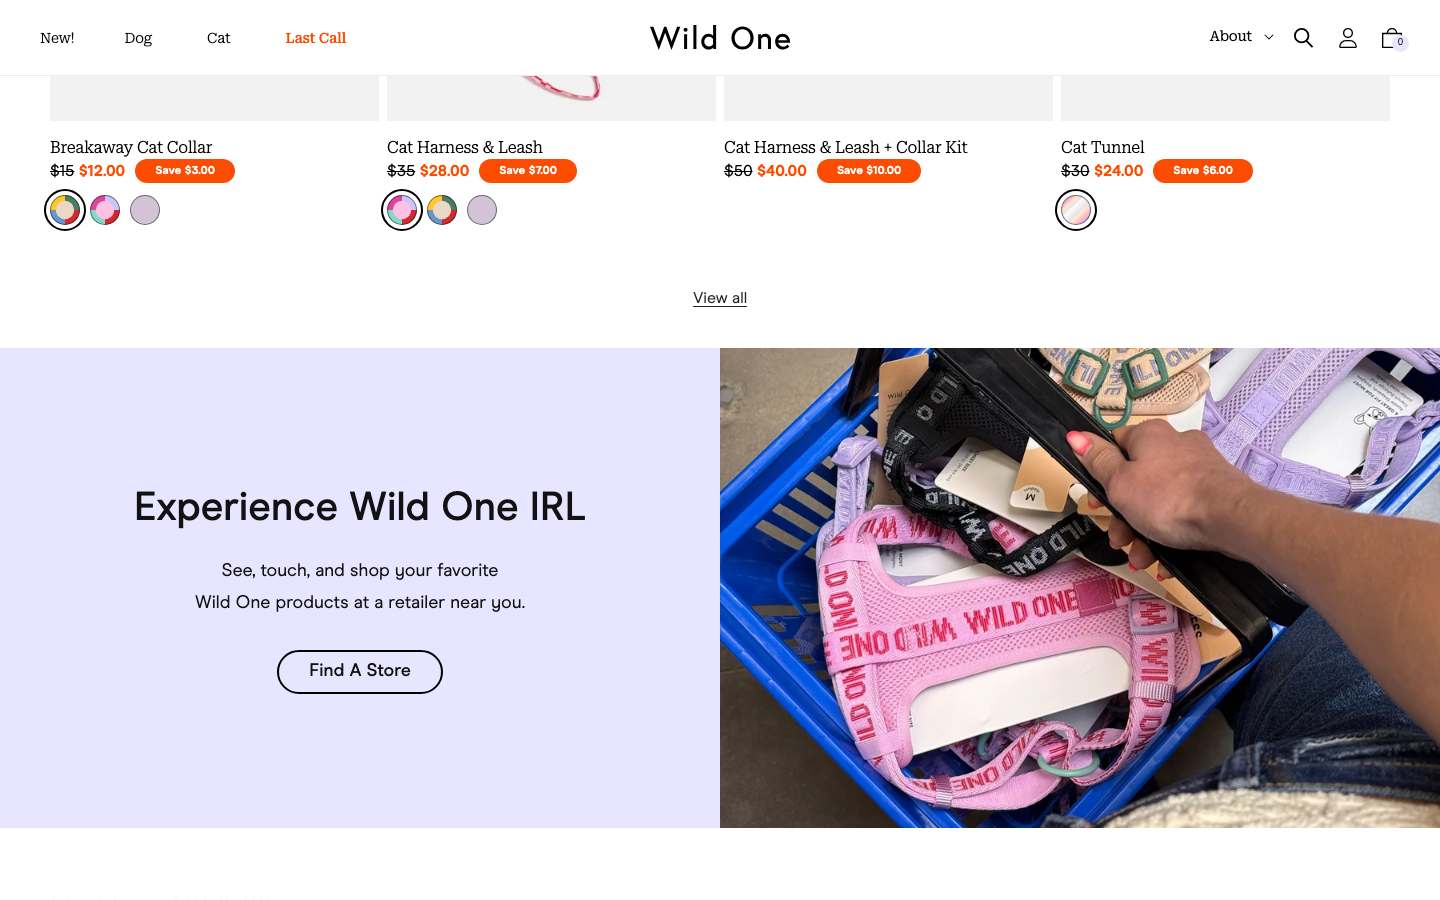 New!
Dog
Cat
Last Call
Wild One
About
0
Breakaway Cat Collar
$15 $12.00 Save $3.00
Cat Harness & Leash
$35 $28.00 Save $7.00
Cat Harness & Leash + Collar Kit
$50 $40.00 Save $10.00
Cat Tunnel
$30 $24.00 Save $6.00
View all
Experience Wild One IRL
See, touch, and shop your favorite
Wild One products at a retailer near you.
Find A Store
WILD ONE
WILD ONE
WILD ONE
M